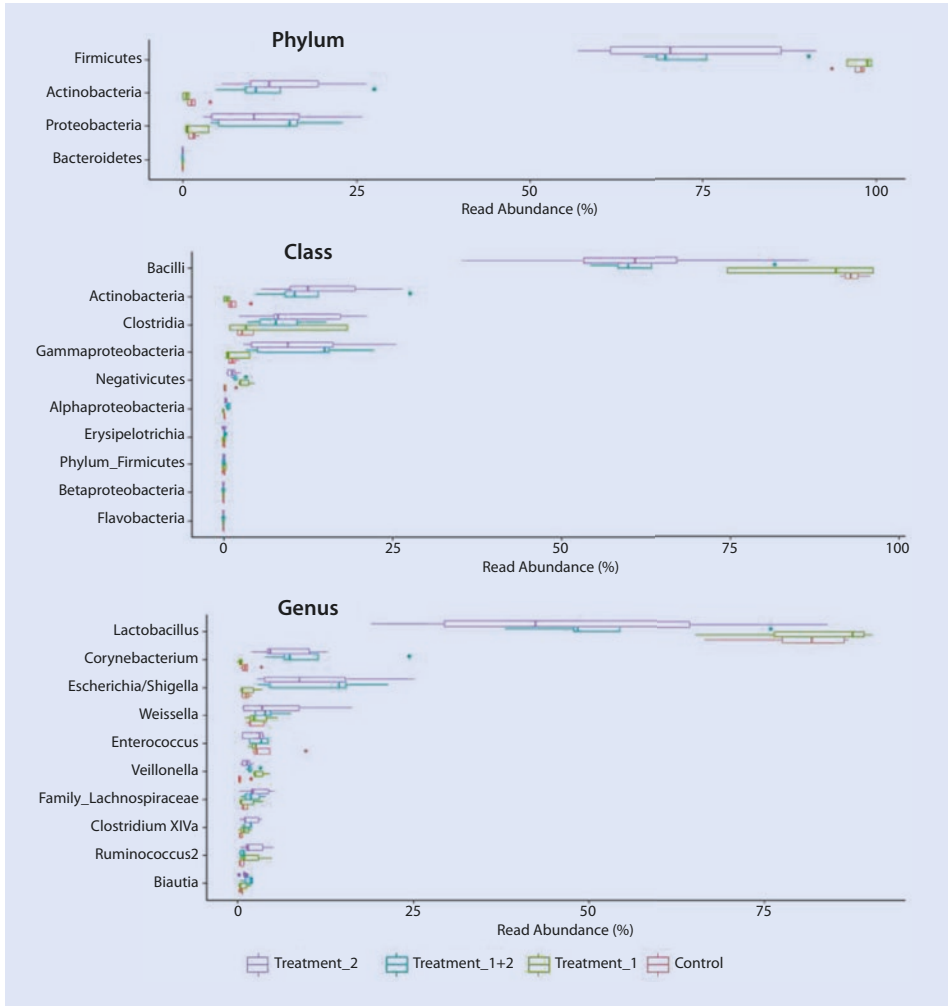 Phylum
Firmicutes
Actinobacteria
Proteobacteria
Bacteroidetes
0 25 50 75 100
Read Abundance (%)
Class
Bacilli
Actinobacteria
Clostridia
Gammaproteobacteria
Negativicutes
Alphaproteobacteria
Erysipelotrichia
Phylum_Firmicutes
Betaproteobacteria
Flavobacteria
0 25 50 75 100
Read Abundance (%)
Genus
Lactobacillus
Corynebacterium
Escherichia/Shigella
Weissella
Enterococcus
Veillonella
Family_Lachnospiraceae
Clostridium XIVa
Ruminococcus2
Biautia
0 25 50 75
Read Abundance (%)
Treatment_2 Treatment_1+2 Treatment_1 Control